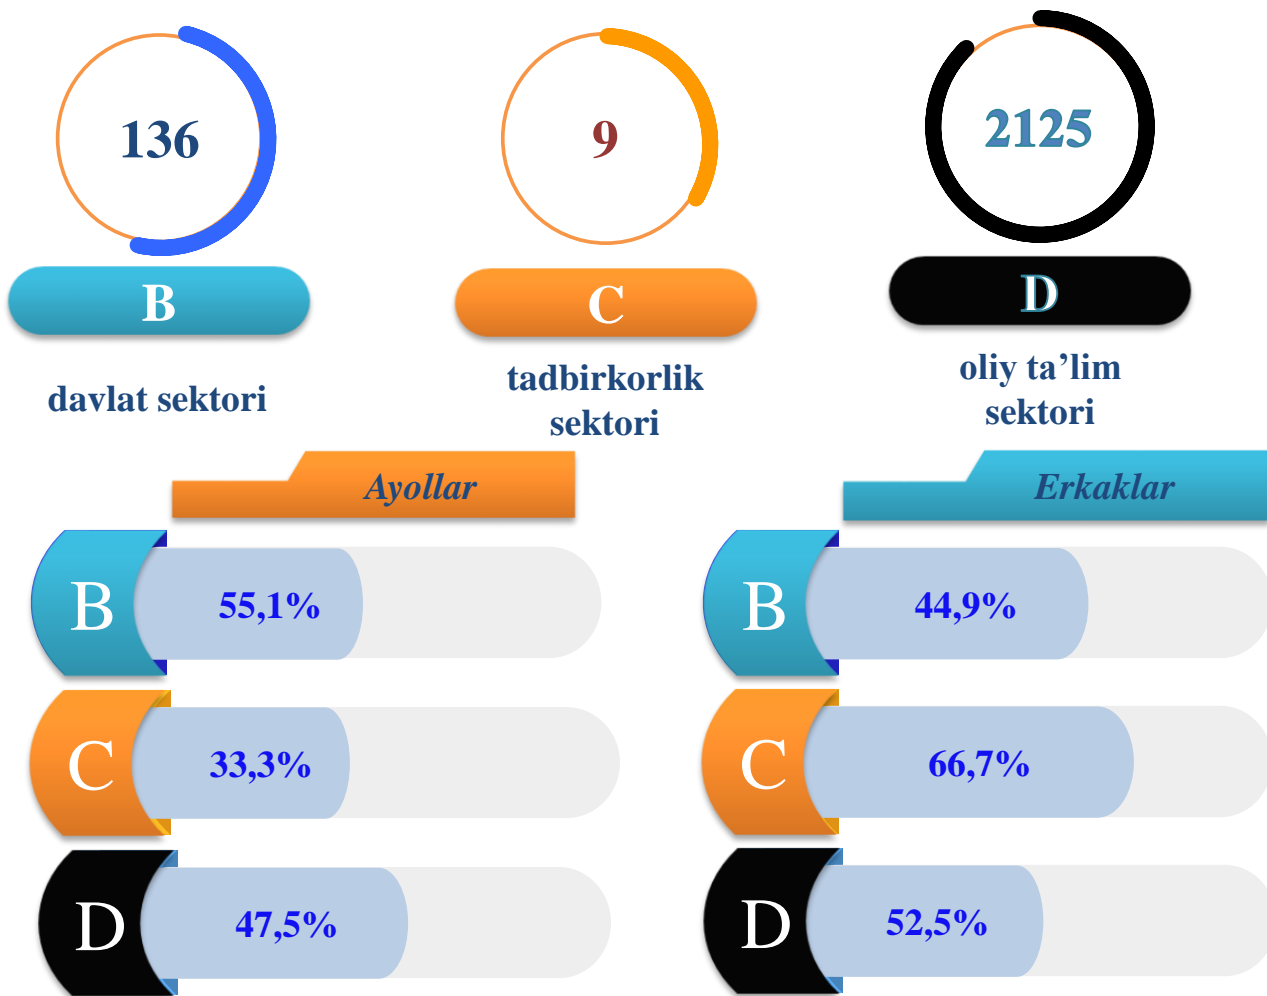 136
9
2125
B
C
D
davlat sektori
tadbirkorlik
sektori
oliy ta’lim
sektori
Ayollar
Erkaklar
B
55,1%
B
44,9%
C
33,3%
C
66,7%
D
47,5%
D
52,5%